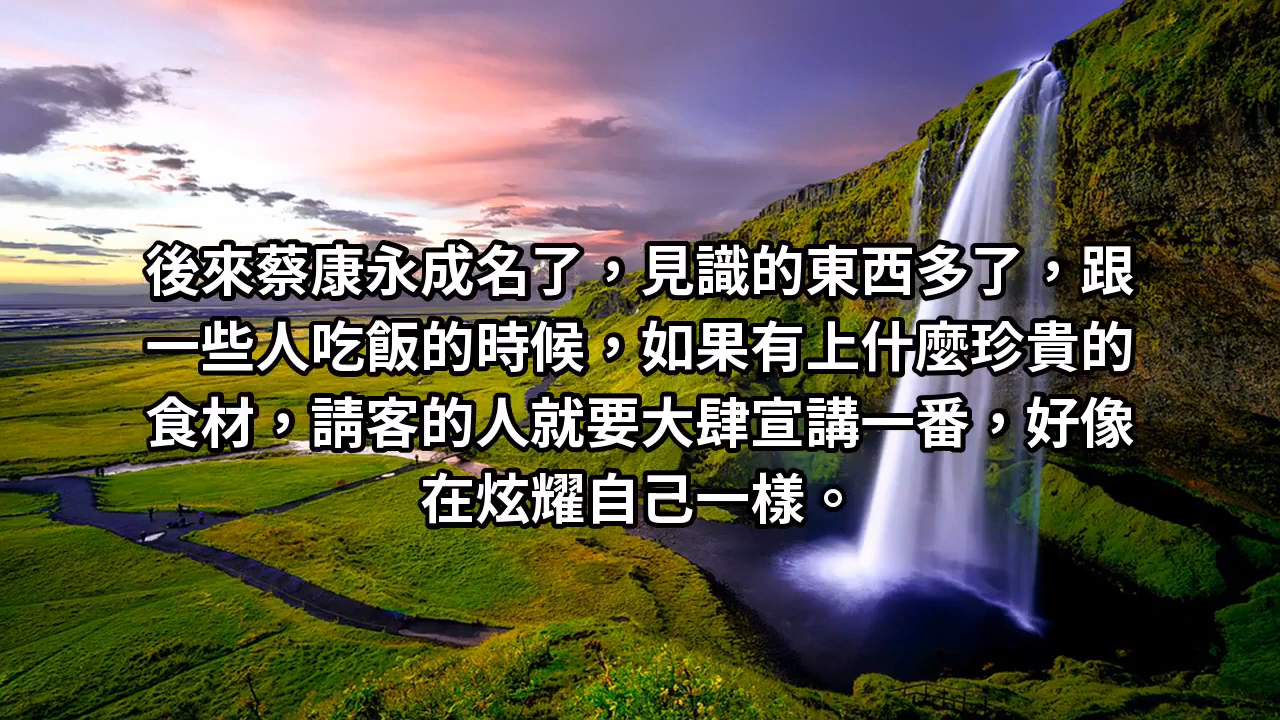 後來蔡康永成名了，見識的東西多了，跟
一些人吃飯的時候，如果有上什麼珍貴的
食材，請客的人就要大肆宣講一番，好像
在炫耀自己一樣。